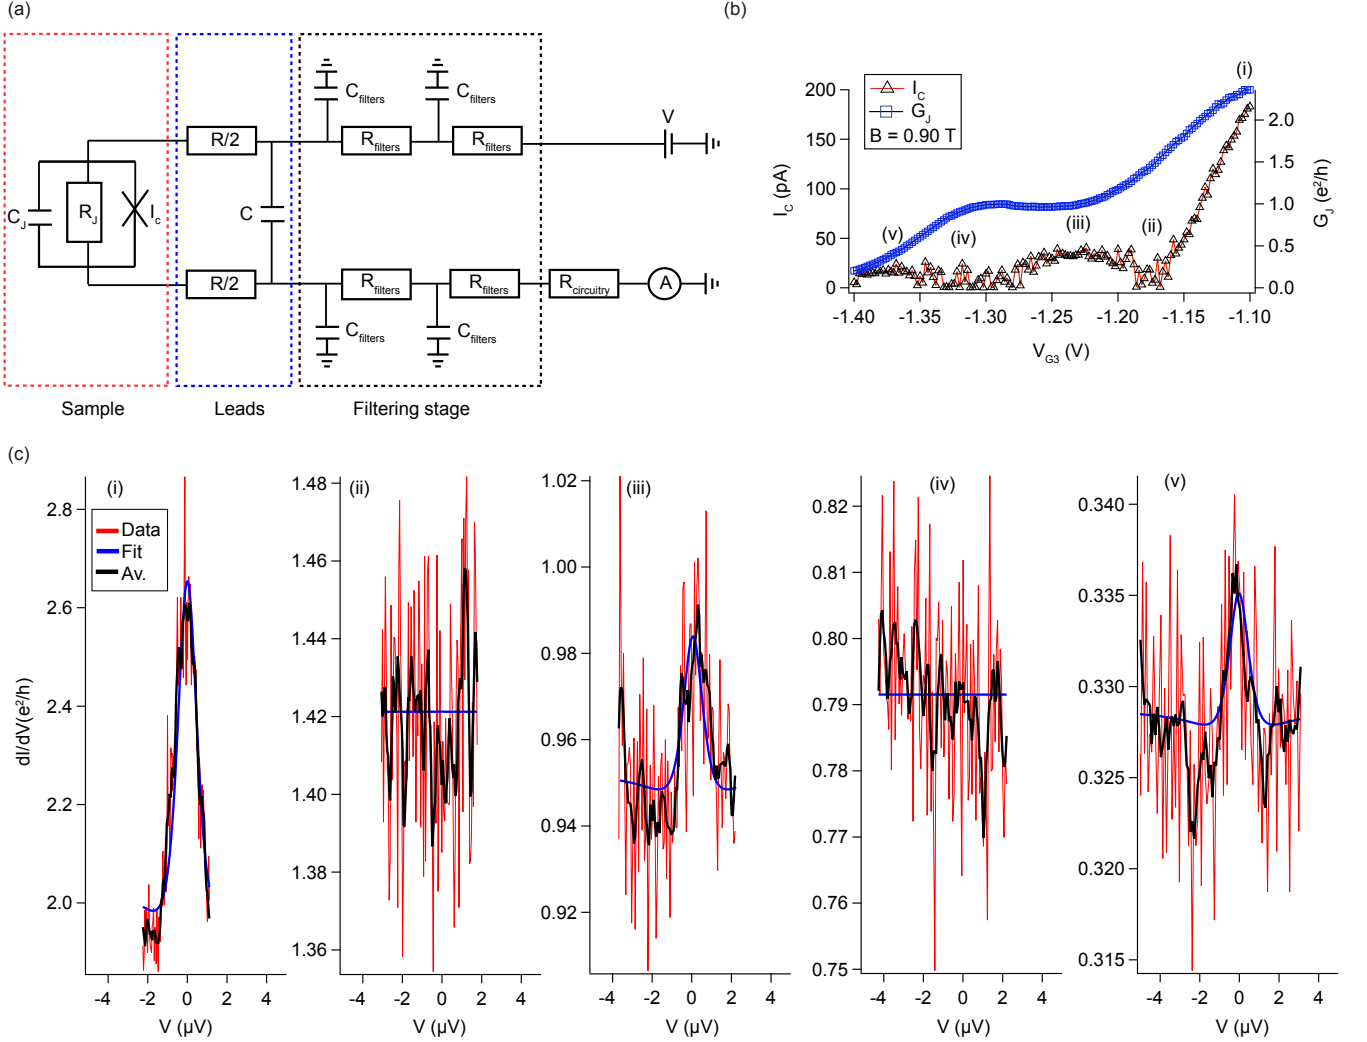 (a)
C_filters
C_filters
V
R/2
R_filters
R_filters
C_J
R_J
I_c
C
R/2
R_filters
R_filters
R_circuitry
A
C_filters
C_filters
Sample
Leads
Filtering stage
(b)
(i)
200
150
100
50
0
I_C (pA)
I_C
G_J
B = 0.90 T
(v)
(iv)
(iii)
(ii)
2.0
1.5
1.0
0.5
0.0
G_J (e²/h)
-1.40
-1.35
-1.30
-1.25
-1.20
-1.15
-1.10
V_G3 (V)
(c)
(i)
Data
Fit
Av.
dI/dV(e²/h)
2.8
2.6
2.4
2.2
2.0
-4
-2
0
2
4
V (µV)
(ii)
1.48
1.46
1.44
1.42
1.40
1.38
1.36
-4
-2
0
2
4
V (µV)
(iii)
1.02
1.00
0.98
0.96
0.94
0.92
-4
-2
0
2
4
V (µV)
(iv)
0.82
0.81
0.80
0.79
0.78
0.77
0.76
0.75
-4
-2
0
2
4
V (µV)
(v)
0.340
0.335
0.330
0.325
0.320
0.315
-4
-2
0
2
4
V (µV)